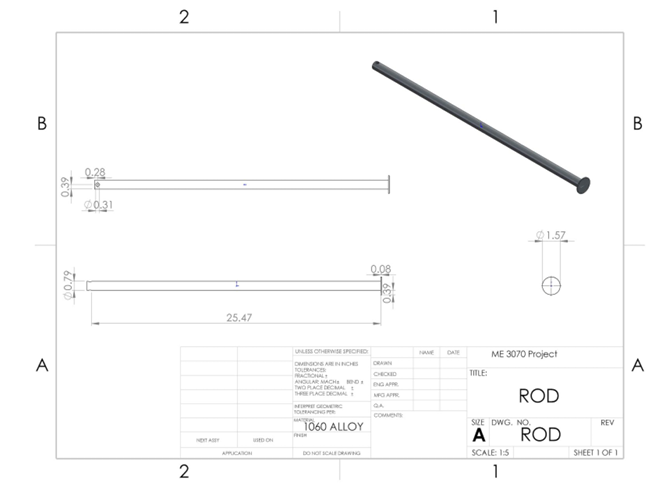 2 1
B B
0.28
0.39
∅0.31
∅1.57
∅0.79
0.08
0.39
25.47
A A
UNLESS OTHERWISE SPECIFIED:
DIMENSIONS ARE IN INCHES
TOLERANCES:
FRACTIONAL ±
ANGULAR: MACH± BEND ±
TWO PLACE DECIMAL ±
THREE PLACE DECIMAL ±
INTERPRET GEOMETRIC
TOLERANCING PER:
MATERIAL
1060 ALLOY
FINISH
DO NOT SCALE DRAWING
NEXT ASSY USED ON
APPLICATION
NAME DATE
DRAWN
CHECKED
ENG APPR.
MFG APPR.
Q.A.
COMMENTS:
ME 3070 Project
TITLE:
ROD
SIZE DWG. NO. REV
A ROD
SCALE: 1:5 SHEET 1 OF 1
2 1